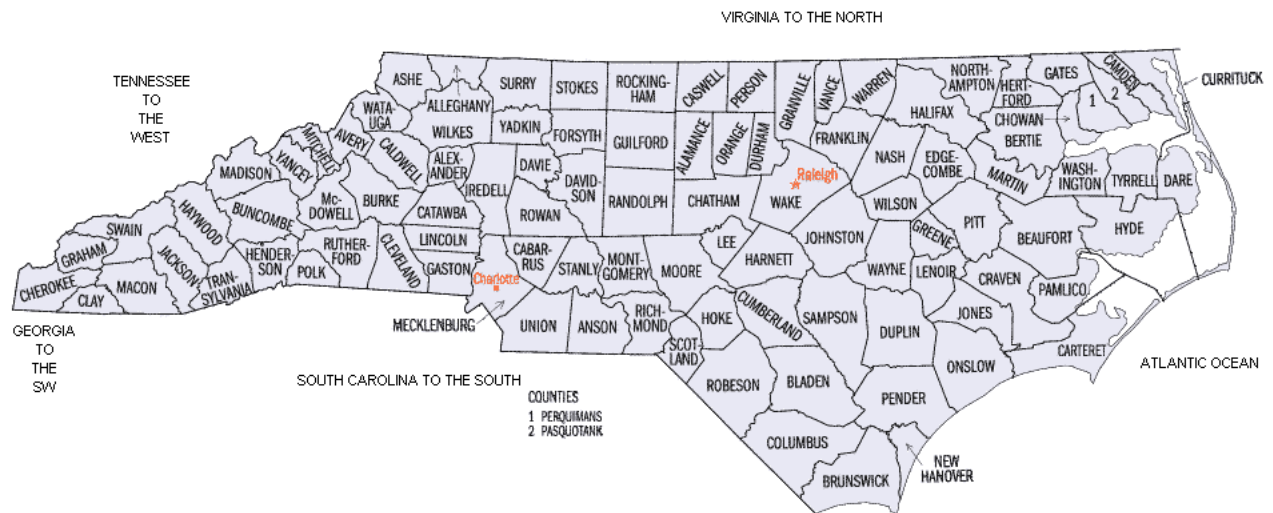 VIRGINIA TO THE NORTH
TENNESSEE
TO
THE
WEST
GEORGIA
TO
THE
SW
SOUTH CAROLINA TO THE SOUTH
ATLANTIC OCEAN
ASHE
ALLEGHANY
SURRY
STOKES
ROCKING-
HAM
CASWELL
PERSON
GRANVILLE
VANCE
WARREN
NORTH-
AMPTON
HERT-
FORD
GATES
CAMDEN
CURRITUCK
1
2
WATA-
UGA
WILKES
YADKIN
FORSYTH
GUILFORD
ALAMANCE
ORANGE
DURHAM
FRANKLIN
HALIFAX
CHOWAN
BERTIE
MITCHELL
AVERY
CALDWELL
ALEX-
ANDER
IREDELL
DAVIE
DAVID-
SON
RANDOLPH
CHATHAM
Raleigh
WAKE
NASH
EDGE-
COMBE
MARTIN
WASH-
INGTON
TYRRELL
DARE
MADISON
YANCEY
McDOWELL
BURKE
CATAWBA
ROWAN
WILSON
PITT
BEAUFORT
HYDE
SWAIN
HAYWOOD
BUNCOMBE
RUTHER-
FORD
CLEVELAND
LINCOLN
CABAR-
RUS
STANLY
MONT-
GOMERY
MOORE
LEE
HARNETT
JOHNSTON
GREENE
WAYNE
LENOIR
CRAVEN
PAMLICO
GRAHAM
CHEROKEE
CLAY
MACON
JACKSON
TRAN-
SYLVANIA
HENDER-
SON
POLK
GASTON
Charlotte
MECKLENBURG
UNION
ANSON
RICH-
MOND
SCOT-
LAND
HOKE
CUMBERLAND
SAMPSON
DUPLIN
JONES
CARTERET
ONSLOW
ROBESON
BLADEN
PENDER
COLUMBUS
BRUNSWICK
NEW
HANOVER
COUNTIES
1 PERQUIMANS
2 PASQUOTANK